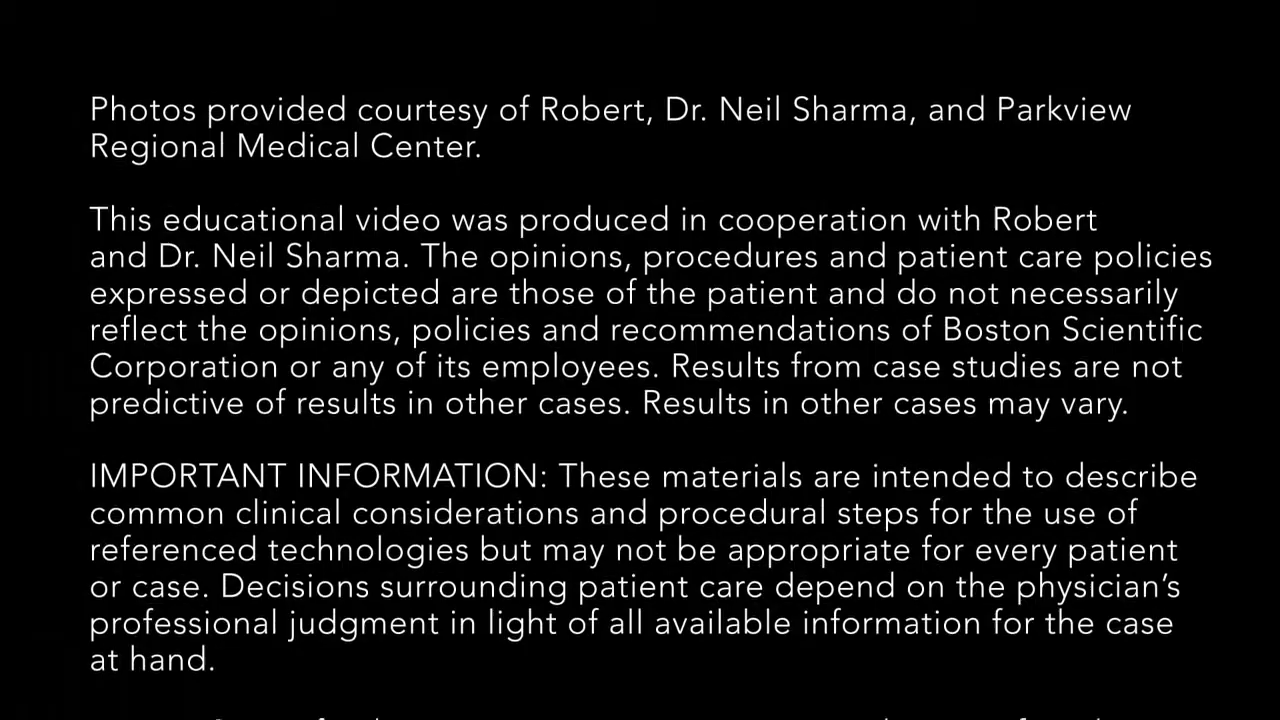 Photos provided courtesy of Robert, Dr. Neil Sharma, and Parkview
Regional Medical Center.
This educational video was produced in cooperation with Robert
and Dr. Neil Sharma. The opinions, procedures and patient care policies
expressed or depicted are those of the patient and do not necessarily
reflect the opinions, policies and recommendations of Boston Scientific
Corporation or any of its employees. Results from case studies are not
predictive of results in other cases. Results in other cases may vary.
IMPORTANT INFORMATION: These materials are intended to describe
common clinical considerations and procedural steps for the use of
referenced technologies but may not be appropriate for every patient
or case. Decisions surrounding patient care depend on the physician’s
professional judgment in light of all available information for the case
at hand.